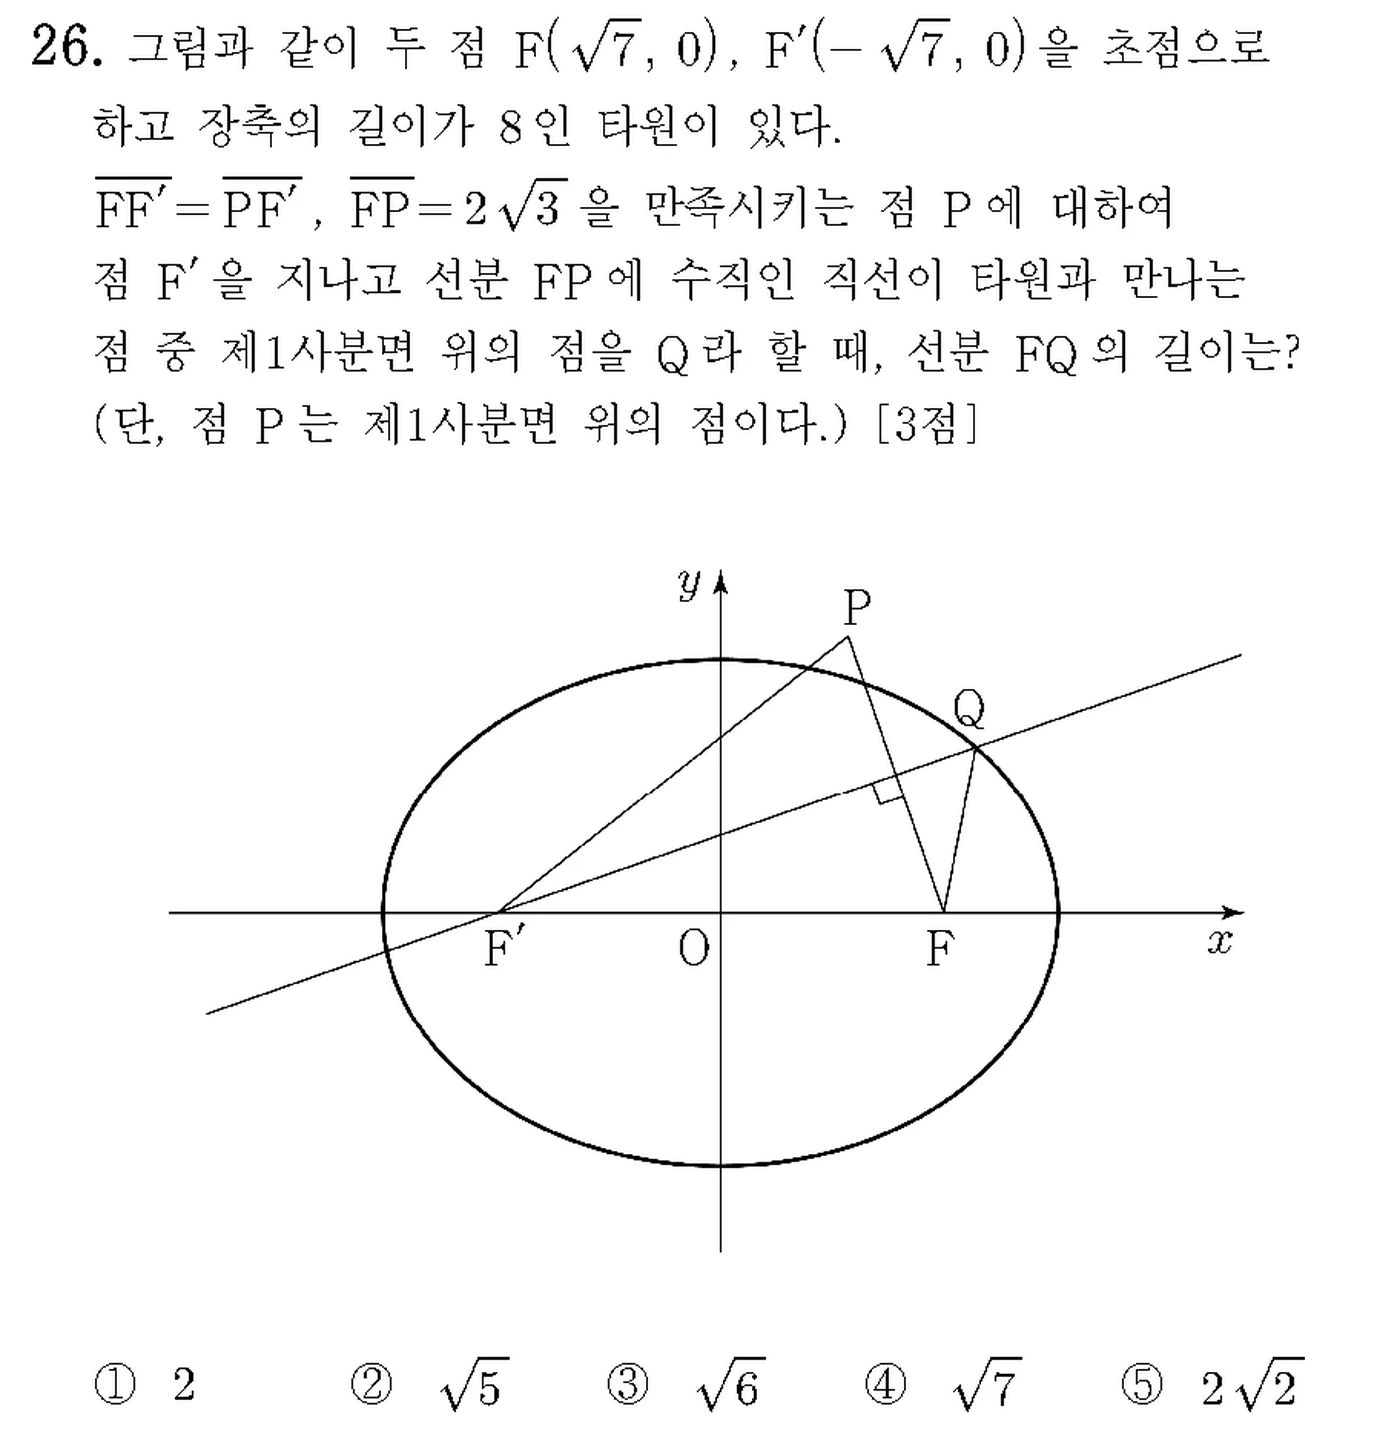 26. 그림과 같이 두 점 F(√7, 0), F′(−√7, 0)을 초점으로
하고 장축의 길이가 8인 타원이 있다.
F̅F̅′̅=P̅F̅′̅, F̅P̅=2√3 을 만족시키는 점 P에 대하여
점 F′을 지나고 선분 FP에 수직인 직선이 타원과 만나는
점 중 제1사분면 위의 점을 Q라 할 때, 선분 FQ의 길이는?
(단, 점 P는 제1사분면 위의 점이다.) [3점]
y
P
Q
F′
O
F
x
① 2 ② √5 ③ √6 ④ √7 ⑤ 2√2